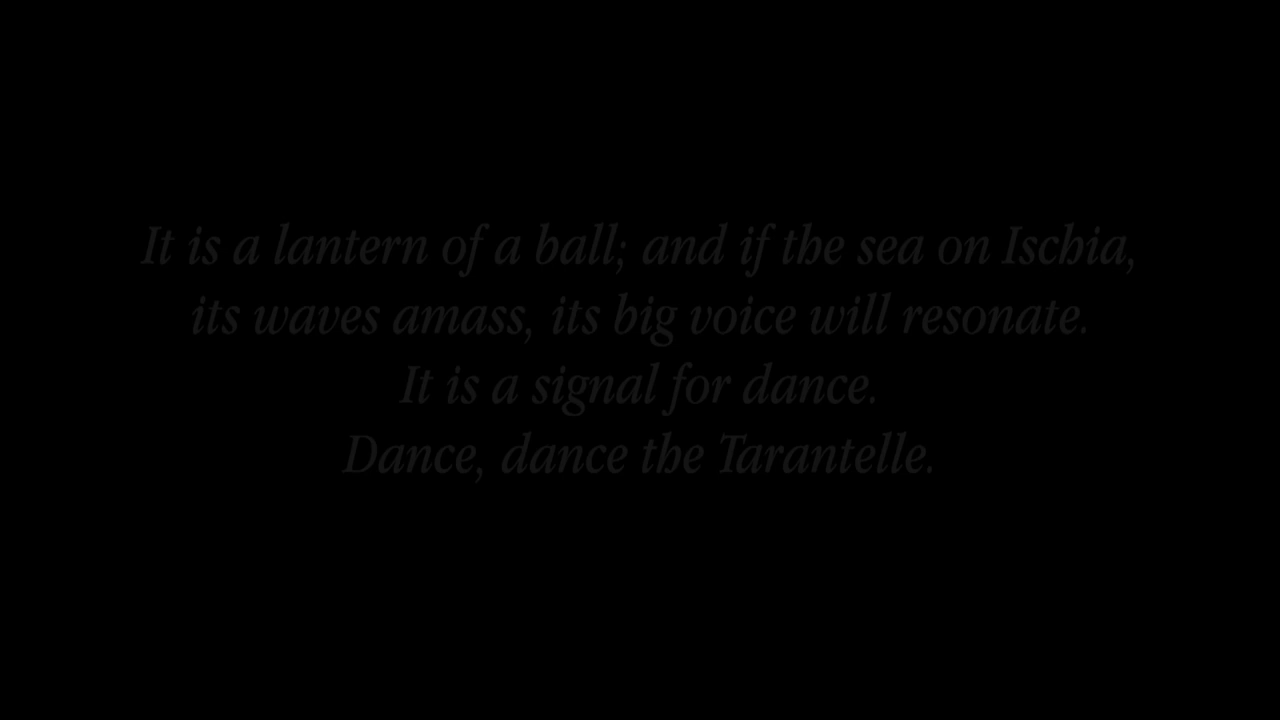 It is a lantern of a ball; and if the sea on Ischia,
its waves amass, its big voice will resonate.
It is a signal for dance.
Dance, dance the Tarantelle.